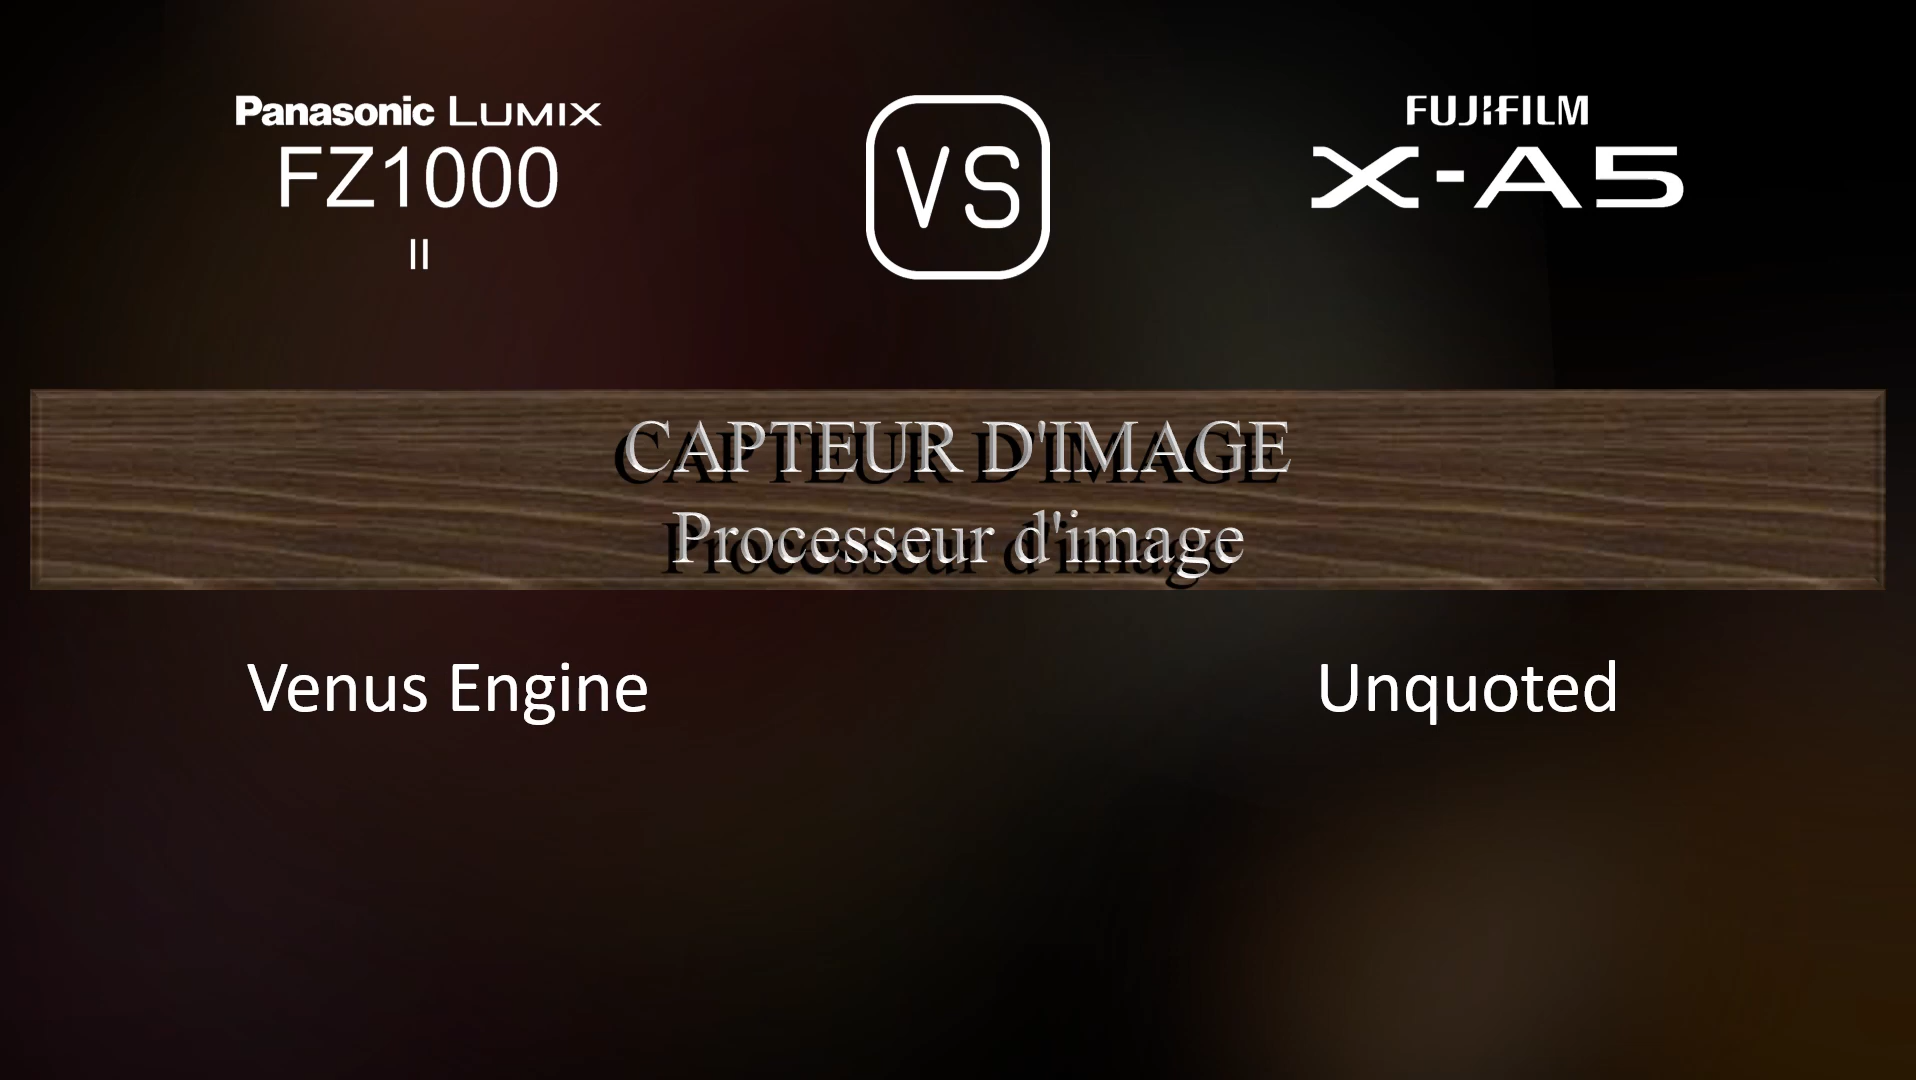 Panasonic LUMIX
FZ1000
II
VS
FUJIFILM
X-A5
CAPTEUR D'IMAGE
Processeur d'image
Venus Engine
Unquoted